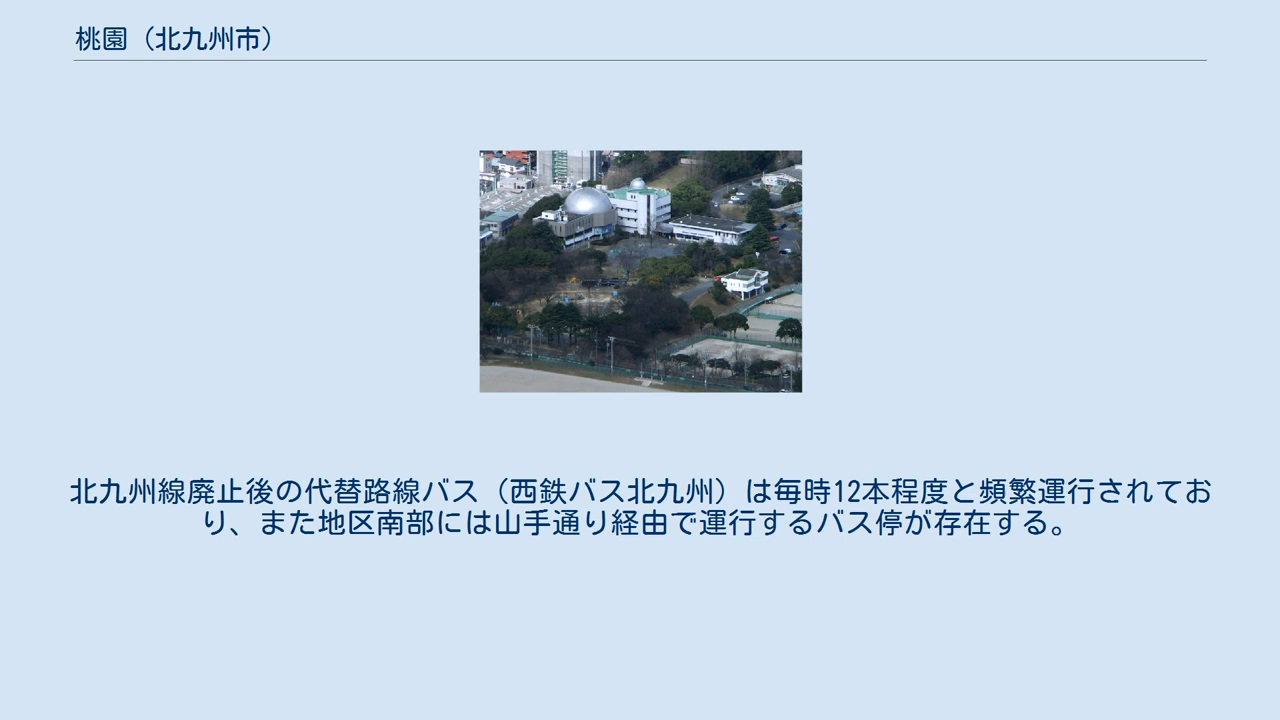 桃園（北九州市）
北九州線廃止後の代替路線バス（西鉄バス北九州）は毎時12本程度と頻繁運行されてお
り、また地区南部には山手通り経由で運行するバス停が存在する。